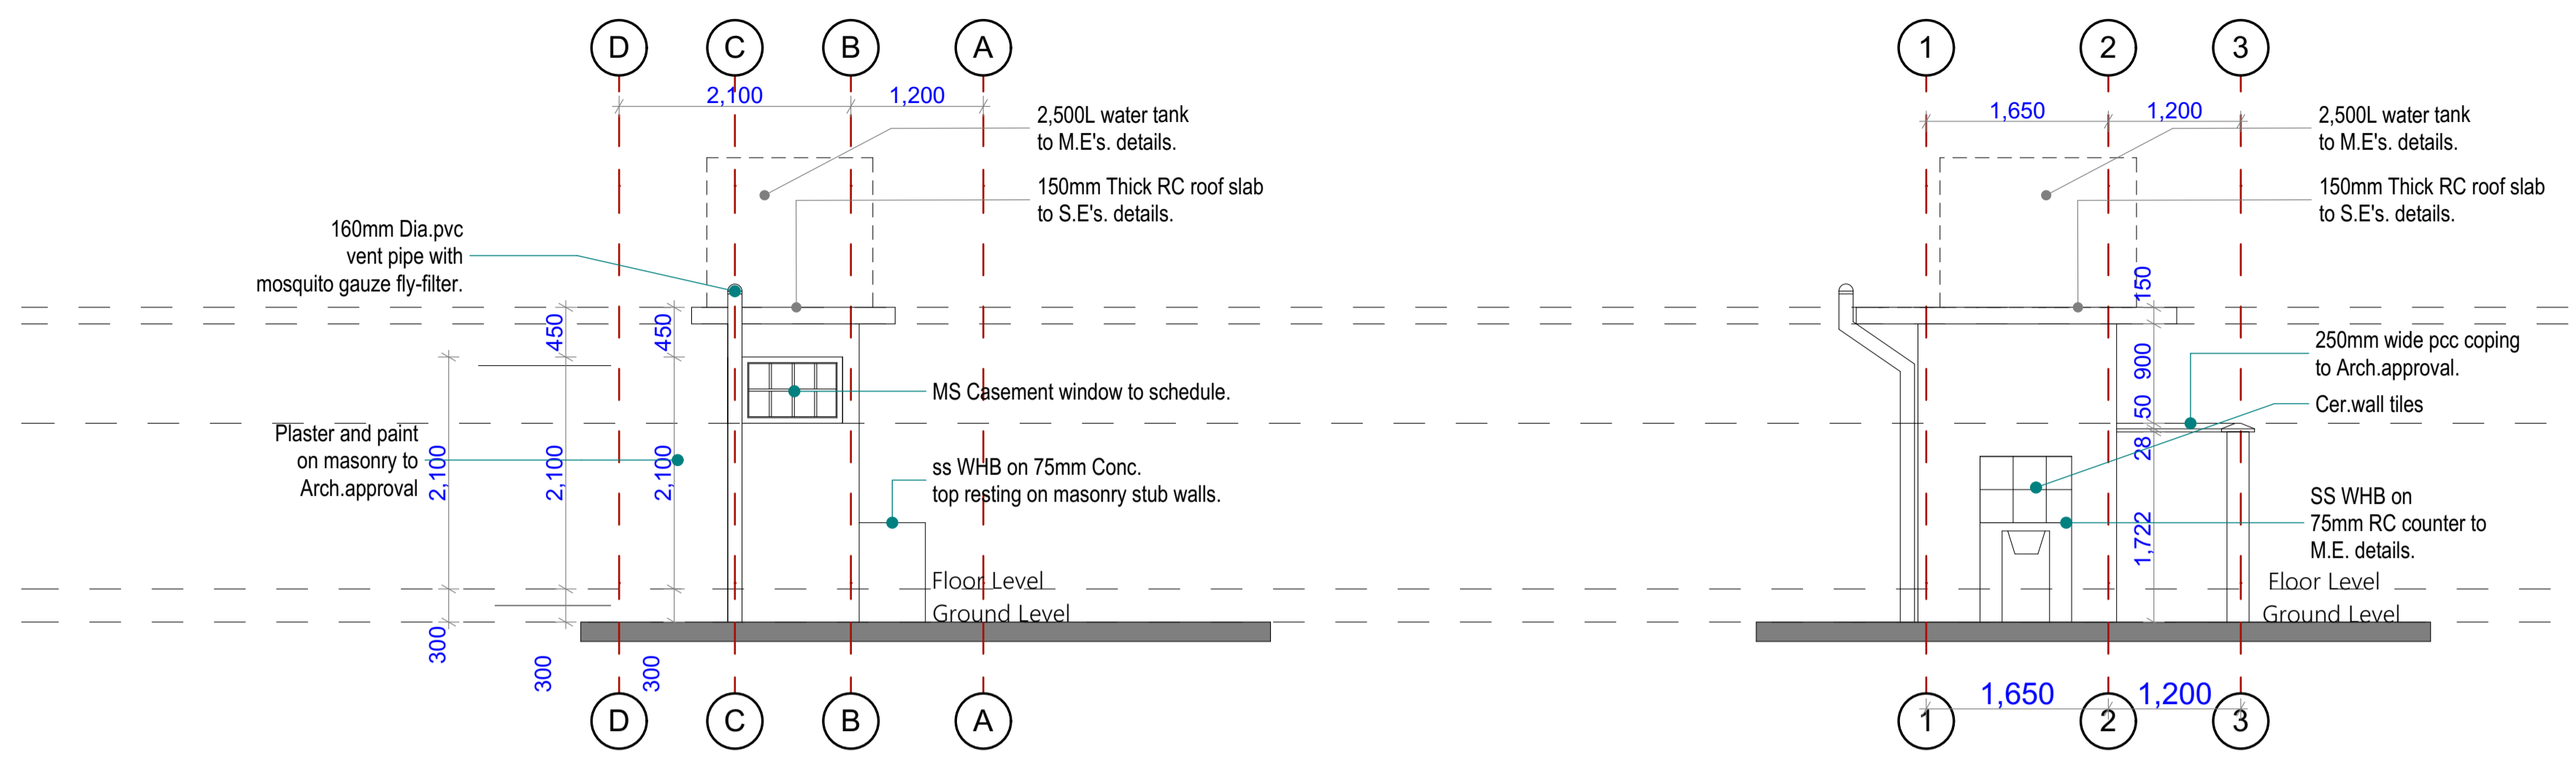 D C B A
2,100 1,200
2,500L water tank
to M.E's. details.
150mm Thick RC roof slab
to S.E's. details.
160mm Dia.pvc
vent pipe with
mosquito gauze fly-filter.
450
450
MS Casement window to schedule.
Plaster and paint
on masonry to
Arch.approval
2,100
2,100
2,100
ss WHB on 75mm Conc.
top resting on masonry stub walls.
Floor Level
Ground Level
300
300
300
D C B A
1 2 3
1,650 1,200
2,500L water tank
to M.E's. details.
150mm Thick RC roof slab
to S.E's. details.
150
250mm wide pcc coping
to Arch.approval.
900
Cer.wall tiles
50
28
SS WHB on
75mm RC counter to
M.E. details.
1,722
Floor Level
Ground Level
1,650 1,200
1 2 3